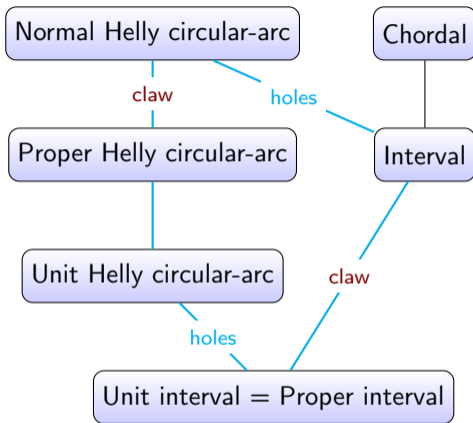 Normal Helly circular-arc
Chordal
claw
holes
Proper Helly circular-arc
Interval
Unit Helly circular-arc
claw
holes
Unit interval = Proper interval